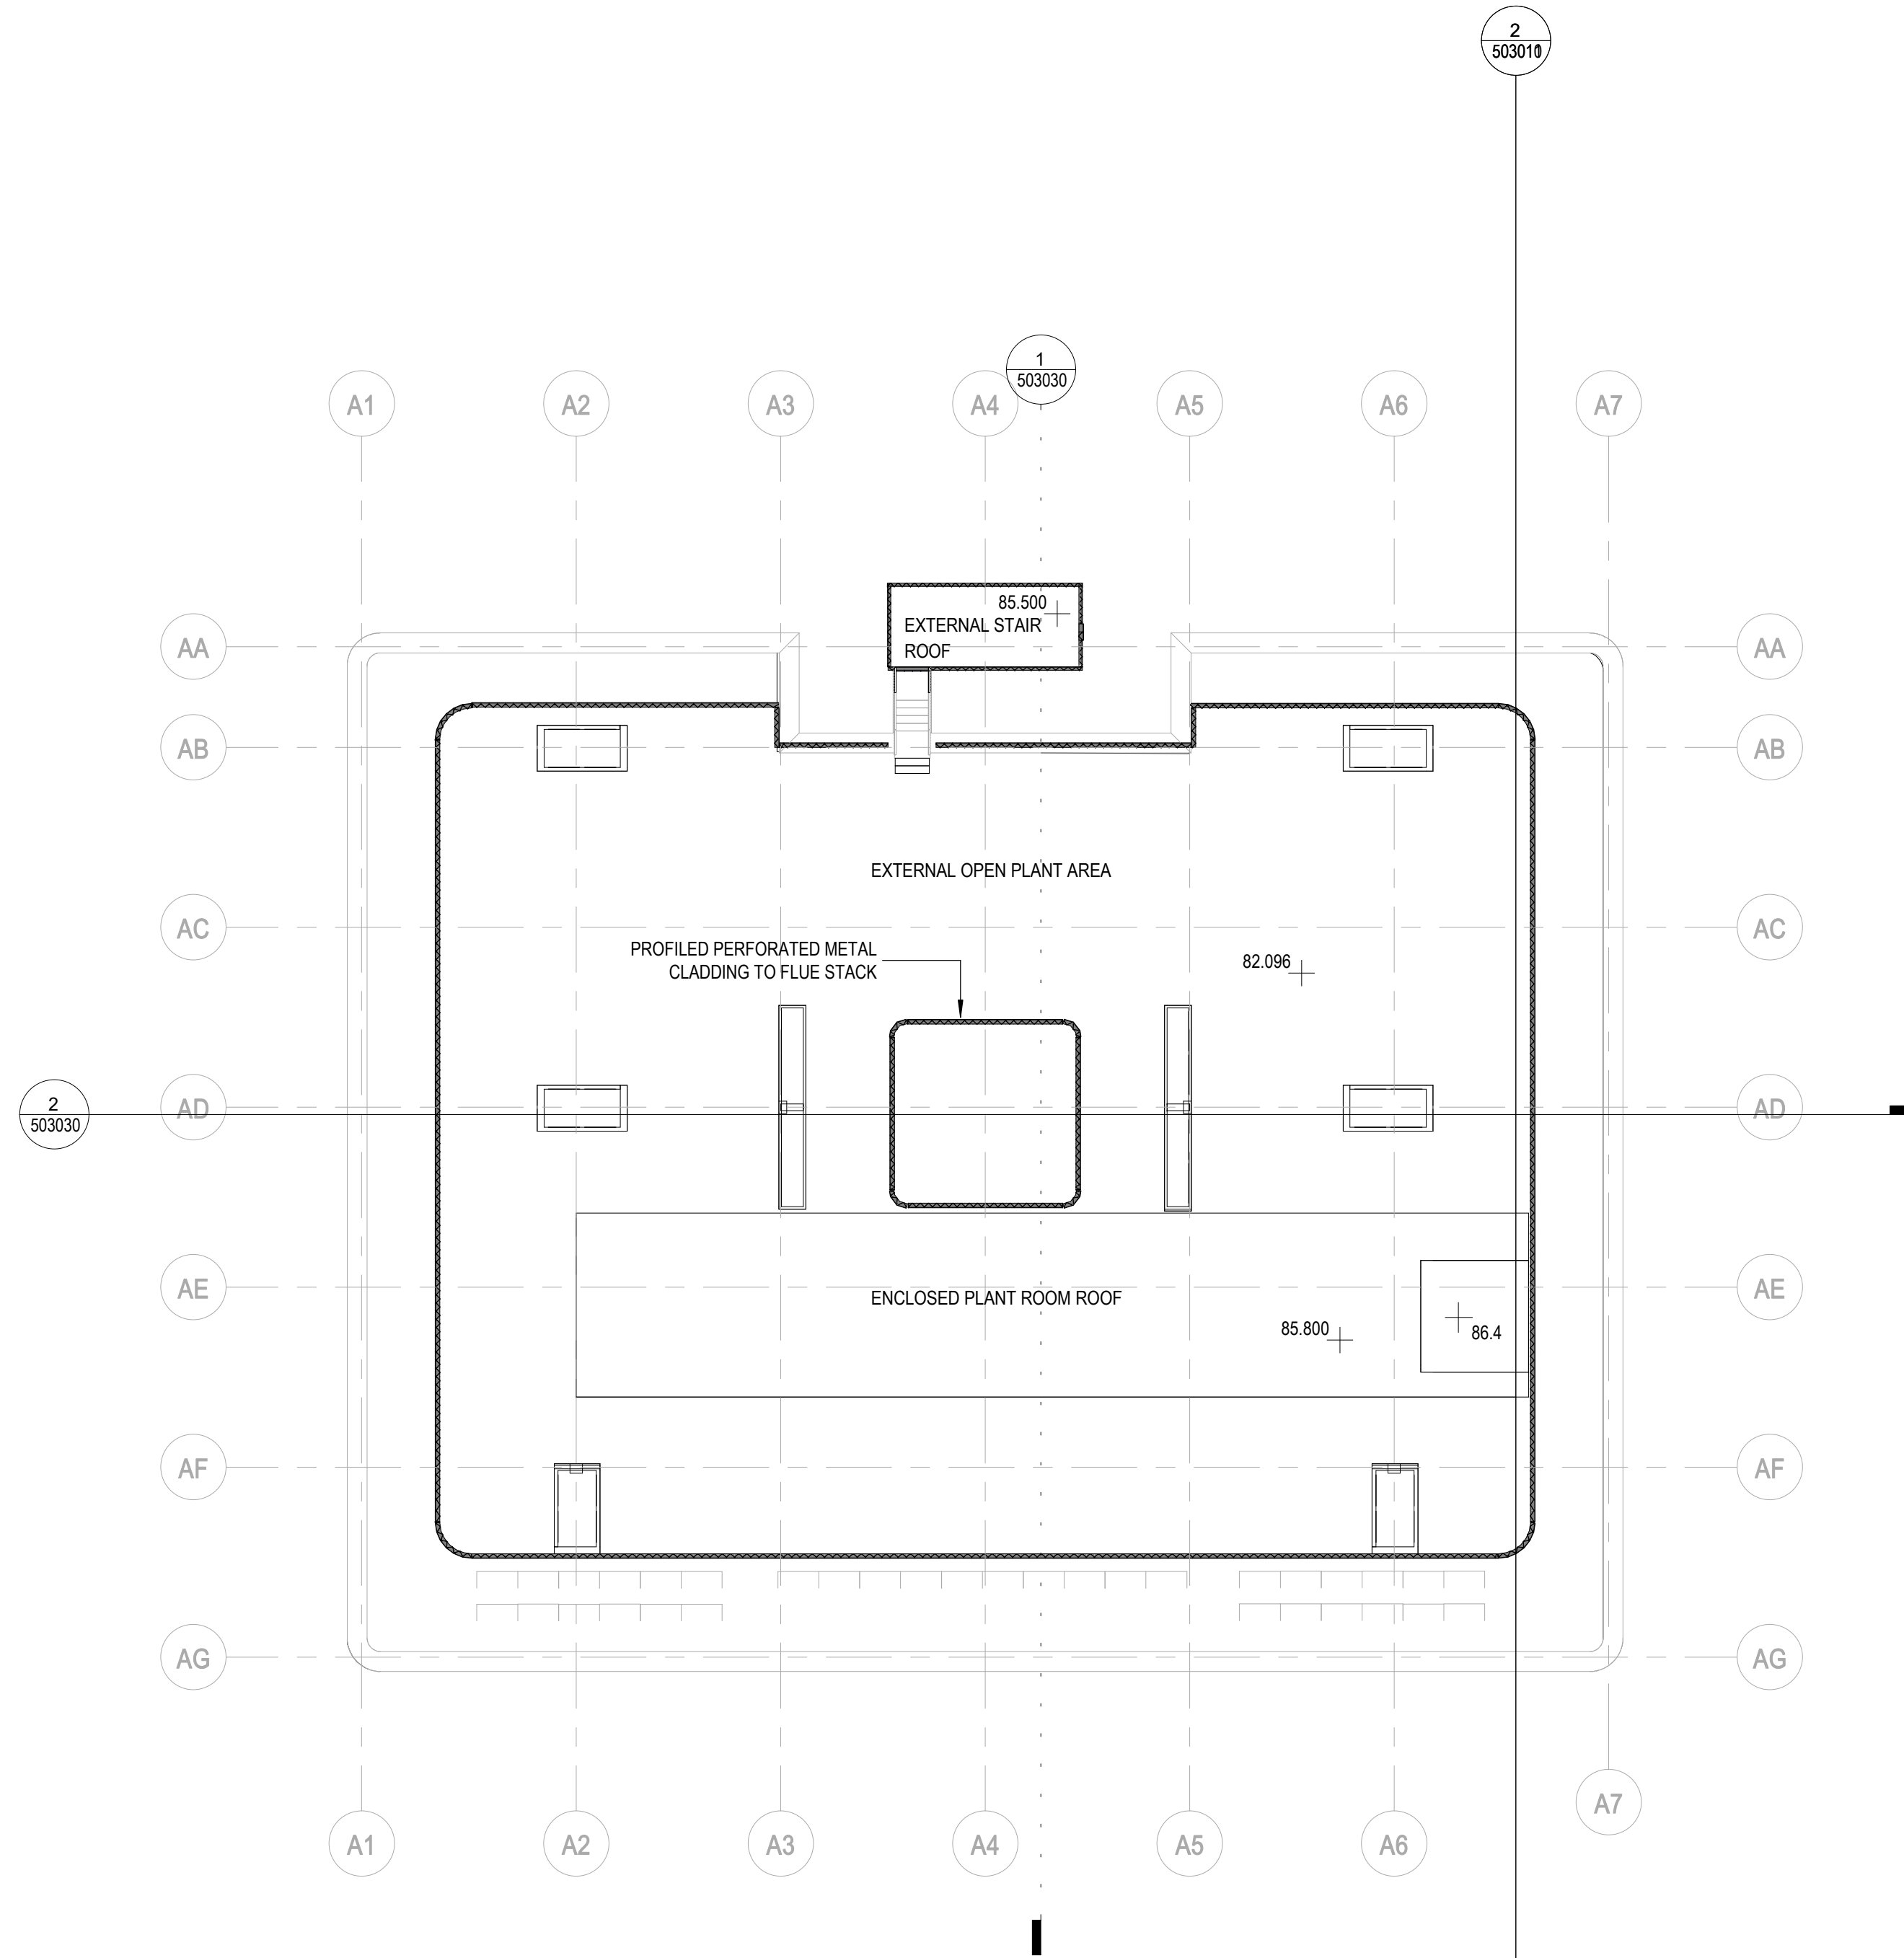 2
503010
1
503030
A1 A2 A3 A4 A5 A6 A7
85.500
EXTERNAL STAIR
ROOF
AA AA
AB AB
EXTERNAL OPEN PLANT AREA
AC AC
PROFILED PERFORATED METAL
CLADDING TO FLUE STACK
82.096
2
503030
AD AD
AE AE
ENCLOSED PLANT ROOM ROOF
85.800
86.4
AF AF
AG AG
A7
A1 A2 A3 A4 A5 A6